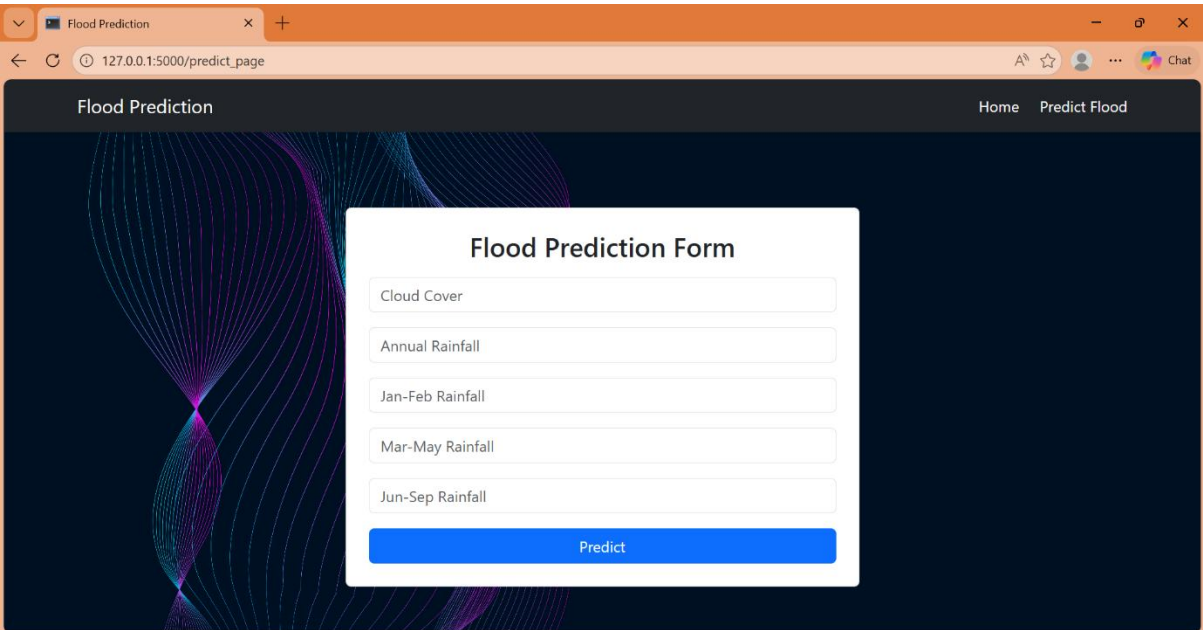 Flood Prediction
127.0.0.1:5000/predict_page
Chat
Flood Prediction Home Predict Flood
Flood Prediction Form
Cloud Cover
Annual Rainfall
Jan-Feb Rainfall
Mar-May Rainfall
Jun-Sep Rainfall
Predict